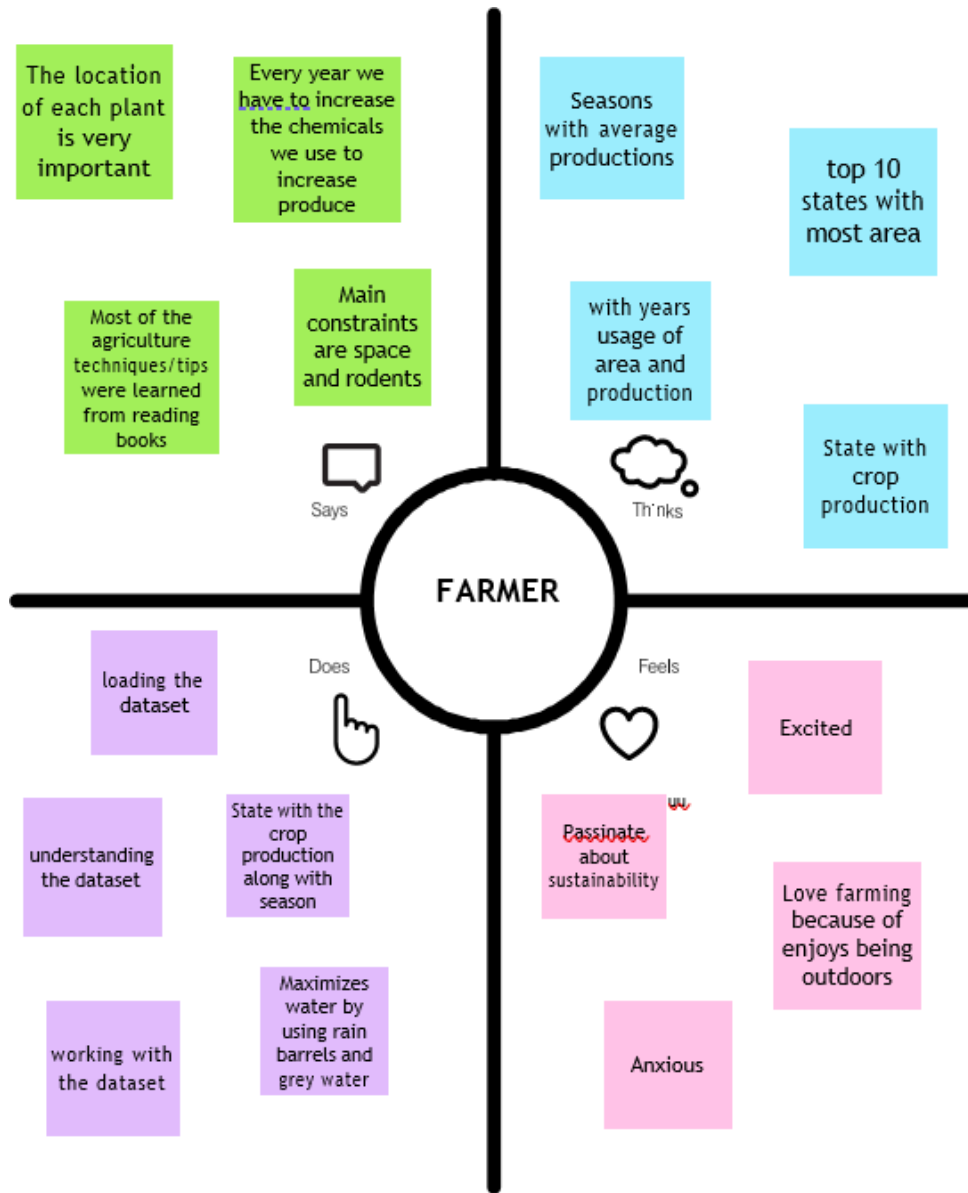 The location
of each plant
is very
important
Every year we
have to increase
the chemicals
we use to
increase
produce
Most of the
agriculture
techniques/tips
were learned
from reading
books
Main
constraints
are space
and rodents
Says
Seasons
with average
productions
top 10
states with
most area
with years
usage of
area and
production
State with
crop
production
Thinks
FARMER
Does
loading the
dataset
understanding
the dataset
State with the
crop
production
along with
season
working with
the dataset
Maximizes
water by
using rain
barrels and
grey water
Feels
Excited
uu
Passinate
about
sustainability
Love farming
because of
enjoys being
outdoors
Anxious